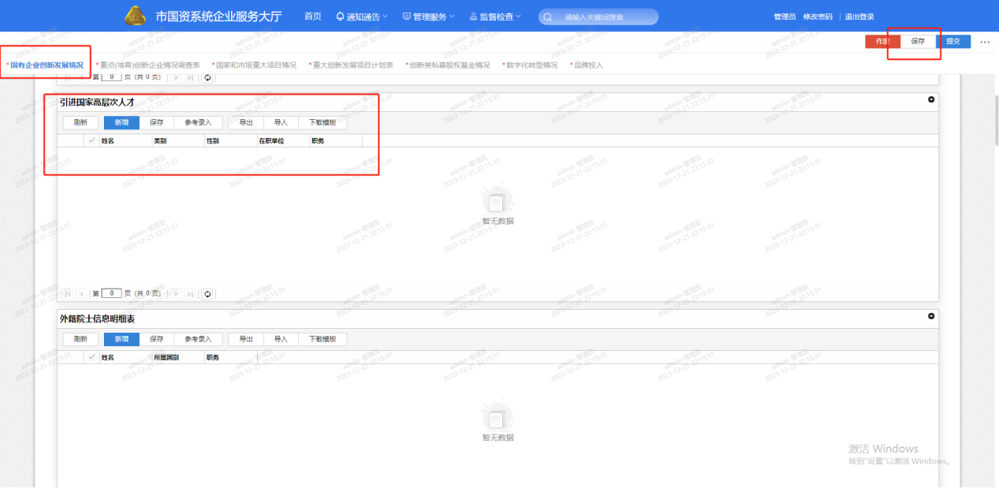 市国资系统企业服务大厅 首页 通知通告 管理服务 监督检查 请输入关键词搜索 管理员 修改密码 退出登录
作废 保存 提交
*国有企业创新发展情况 *重点(培育)创新企业情况调查表 *国家和市级重大项目情况 *重大创新发展项目计划表 *创新类私募股权基金情况 *数字化转型情况 *品牌投入
第 0 页 (共 0 页)
引进国家高层次人才
刷新 新增 保存 参考录入 导出 导入 下载模板
姓名 类别 性别 在职单位 职务
暂无数据
第 0 页 (共 0 页)
外籍院士信息明细表
刷新 新增 保存 参考录入 导出 导入 下载模板
姓名 所属国别 职务
暂无数据
激活 Windows
转到"设置"以激活 Windows。
admin-管理员
2023-12-21 22:15:31